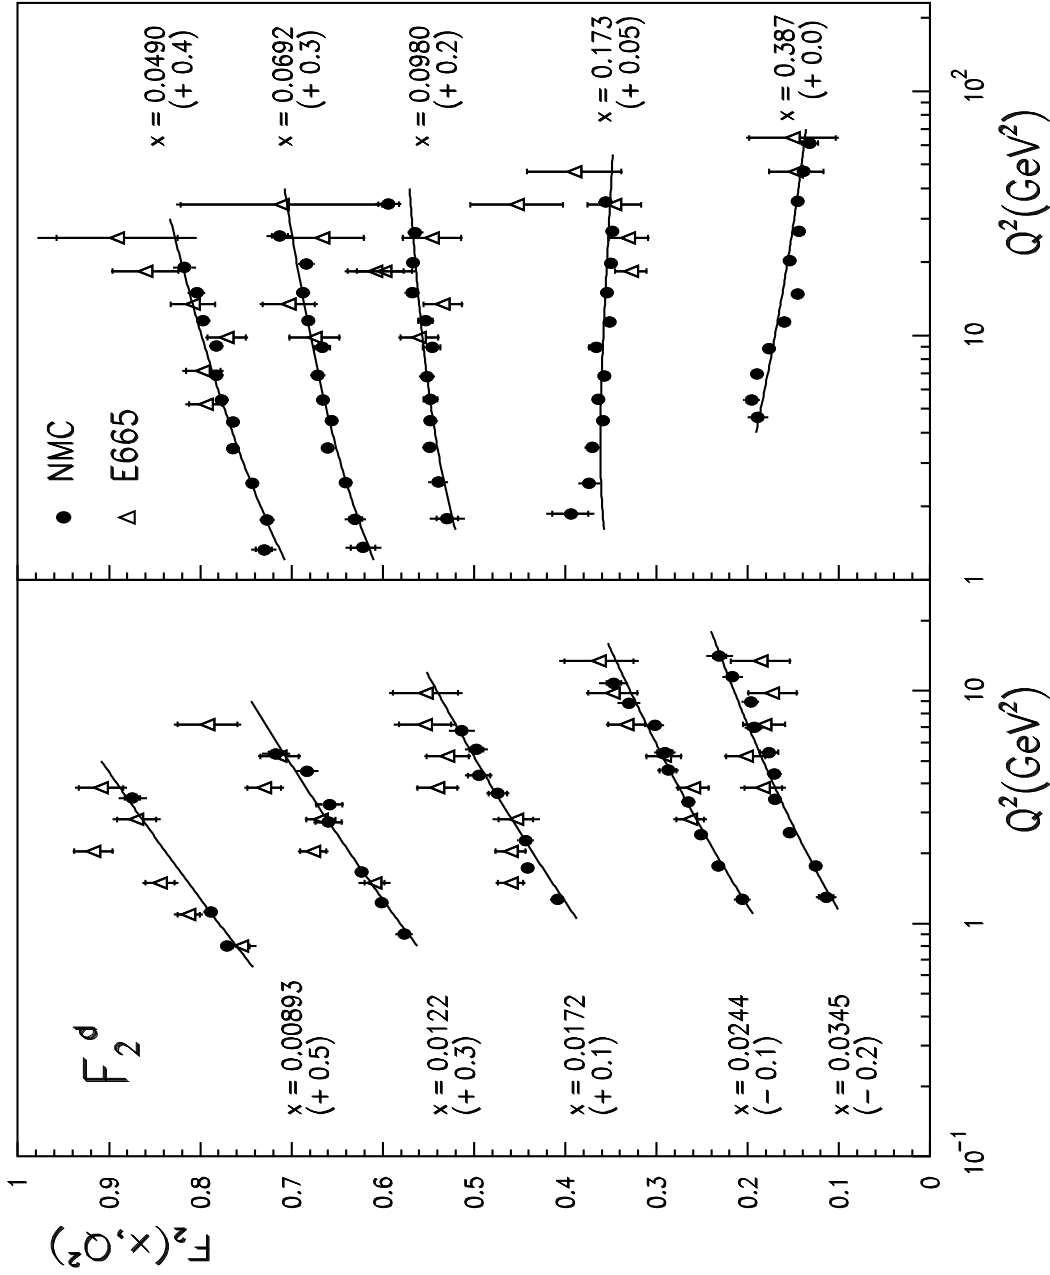 F₂(x,Q²)
1
0.9
0.8
0.7
0.6
0.5
0.4
0.3
0.2
0.1
0
F₂ᵈ
x = 0.00893
(+ 0.5)
x = 0.0122
(+ 0.3)
x = 0.0172
(+ 0.1)
x = 0.0244
(− 0.1)
x = 0.0345
(− 0.2)
10⁻¹
1
10
Q²(GeV²)
NMC
E665
x = 0.0490
(+ 0.4)
x = 0.0692
(+ 0.3)
x = 0.0980
(+ 0.2)
x = 0.173
(+ 0.05)
x = 0.387
(+ 0.0)
1
10
10²
Q²(GeV²)